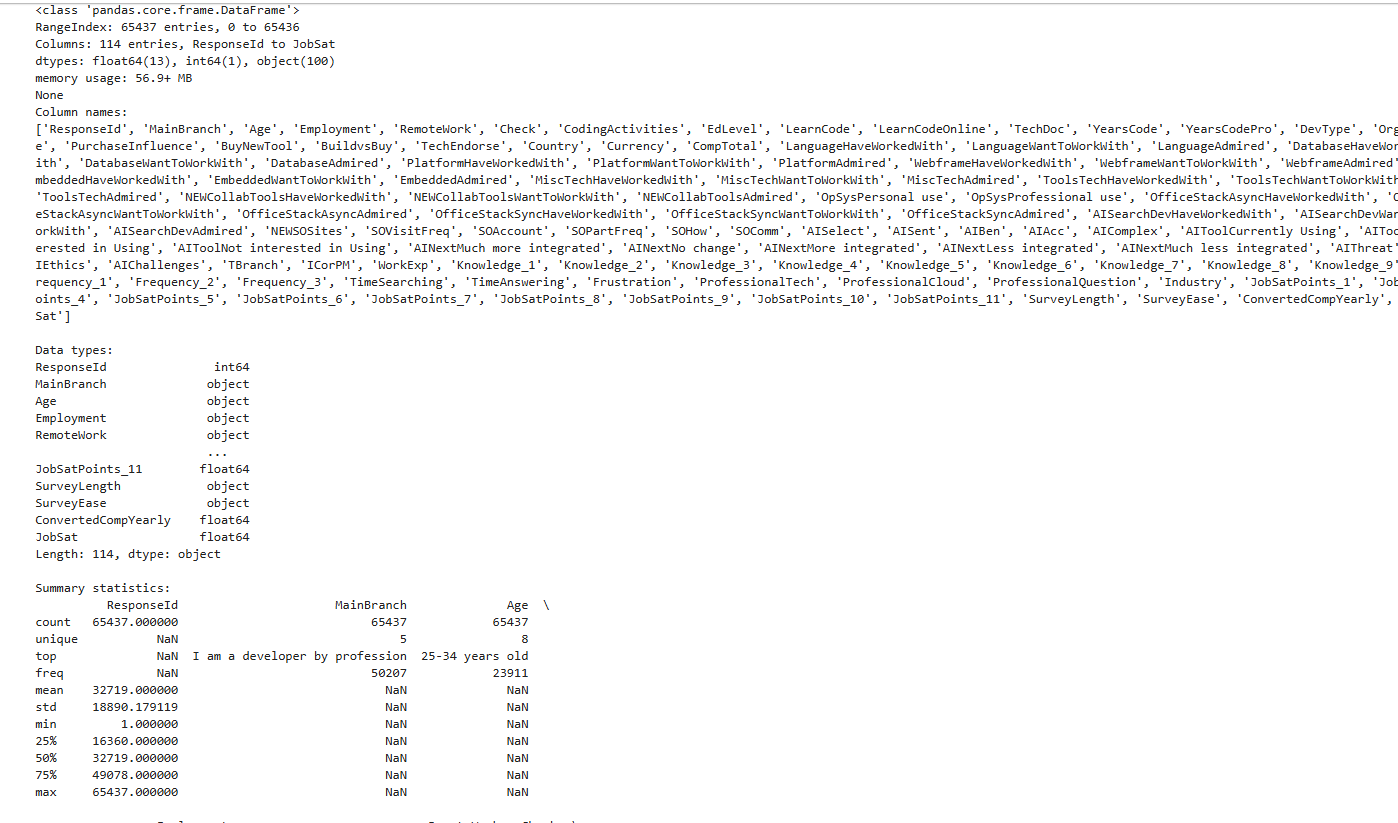 <class 'pandas.core.frame.DataFrame'>
RangeIndex: 65437 entries, 0 to 65436
Columns: 114 entries, ResponseId to JobSat
dtypes: float64(13), int64(1), object(100)
memory usage: 56.9+ MB
None
Column names:
['ResponseId', 'MainBranch', 'Age', 'Employment', 'RemoteWork', 'Check', 'CodingActivities', 'EdLevel', 'LearnCode', 'LearnCodeOnline', 'TechDoc', 'YearsCode', 'YearsCodePro', 'DevType', 'Org
e', 'PurchaseInfluence', 'BuyNewTool', 'BuildvsBuy', 'TechEndorse', 'Country', 'Currency', 'CompTotal', 'LanguageHaveWorkedWith', 'LanguageWantToWorkWith', 'LanguageAdmired', 'DatabaseHaveWor
ith', 'DatabaseWantToWorkWith', 'DatabaseAdmired', 'PlatformHaveWorkedWith', 'PlatformWantToWorkWith', 'PlatformAdmired', 'WebframeHaveWorkedWith', 'WebframeWantToWorkWith', 'WebframeAdmired'
mbeddedHaveWorkedWith', 'EmbeddedWantToWorkWith', 'EmbeddedAdmired', 'MiscTechHaveWorkedWith', 'MiscTechWantToWorkWith', 'MiscTechAdmired', 'ToolsTechHaveWorkedWith', 'ToolsTechWantToWorkWith
'ToolsTechAdmired', 'NEWCollabToolsHaveWorkedWith', 'NEWCollabToolsWantToWorkWith', 'NEWCollabToolsAdmired', 'OpSysPersonal use', 'OpSysProfessional use', 'OfficeStackAsyncHaveWorkedWith',
eStackAsyncWantToWorkWith', 'OfficeStackAsyncAdmired', 'OfficeStackSyncHaveWorkedWith', 'OfficeStackSyncWantToWorkWith', 'OfficeStackSyncAdmired', 'AISearchDevHaveWorkedWith', 'AISearchDevWan
orkWith', 'AISearchDevAdmired', 'NEWSOSites', 'SOVisitFreq', 'SOAccount', 'SOPartFreq', 'SOHow', 'SOComm', 'AISelect', 'AISent', 'AIBen', 'AIAcc', 'AIComplex', 'AIToolCurrently Using', 'AIToo
erested in Using', 'AIToolNot interested in Using', 'AINextMuch more integrated', 'AINextNo change', 'AINextMore integrated', 'AINextLess integrated', 'AINextMuch less integrated', 'AIThreat'
IEthics', 'AIChallenges', 'TBranch', 'ICorPM', 'WorkExp', 'Knowledge_1', 'Knowledge_2', 'Knowledge_3', 'Knowledge_4', 'Knowledge_5', 'Knowledge_6', 'Knowledge_7', 'Knowledge_8', 'Knowledge_9'
requency_1', 'Frequency_2', 'Frequency_3', 'TimeSearching', 'TimeAnswering', 'Frustration', 'ProfessionalTech', 'ProfessionalCloud', 'ProfessionalQuestion', 'Industry', 'JobSatPoints_1', 'Job
oints_4', 'JobSatPoints_5', 'JobSatPoints_6', 'JobSatPoints_7', 'JobSatPoints_8', 'JobSatPoints_9', 'JobSatPoints_10', 'JobSatPoints_11', 'SurveyLength', 'SurveyEase', 'ConvertedCompYearly',
Sat']
Data types:
ResponseId int64
MainBranch object
Age object
Employment object
RemoteWork object
...
JobSatPoints_11 float64
SurveyLength object
SurveyEase object
ConvertedCompYearly float64
JobSat float64
Length: 114, dtype: object
Summary statistics:
ResponseId MainBranch Age \
count 65437.000000 65437 65437
unique NaN 5 8
top NaN I am a developer by profession 25-34 years old
freq NaN 50207 23911
mean 32719.000000 NaN NaN
std 18890.179119 NaN NaN
min 1.000000 NaN NaN
25% 16360.000000 NaN NaN
50% 32719.000000 NaN NaN
75% 49078.000000 NaN NaN
max 65437.000000 NaN NaN